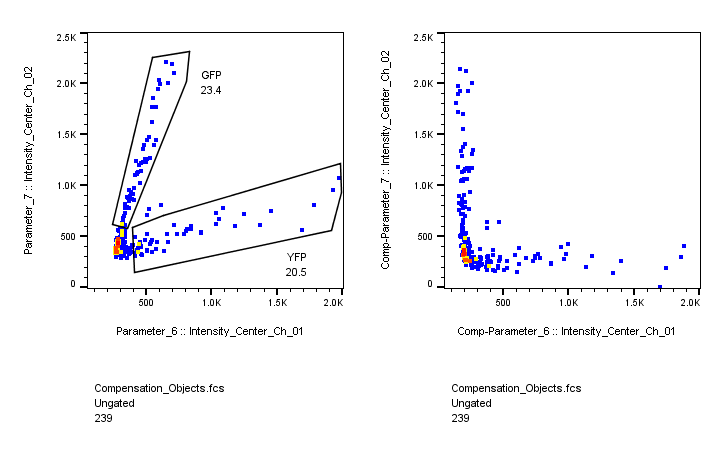 2.5K
2.0K
1.5K
1.0K
500
0
Parameter_7 :: Intensity_Center_Ch_02
GFP
23.4
YFP
20.5
500
1.0K
1.5K
2.0K
Parameter_6 :: Intensity_Center_Ch_01
Compensation_Objects.fcs
Ungated
239
2.5K
2.0K
1.5K
1.0K
500
0
Comp-Parameter_7 :: Intensity_Center_Ch_02
500
1.0K
1.5K
2.0K
Comp-Parameter_6 :: Intensity_Center_Ch_01
Compensation_Objects.fcs
Ungated
239